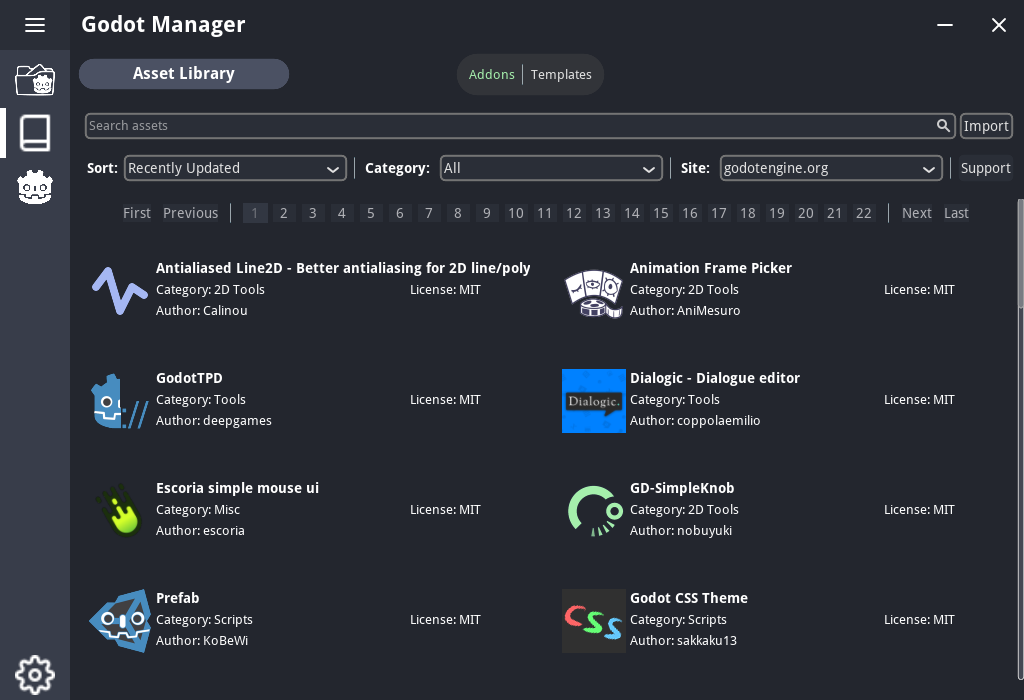 Godot Manager
Asset Library
Addons | Templates
Search assets
Import
Sort: Recently Updated Category: All Site: godotengine.org Support
First Previous 1 2 3 4 5 6 7 8 9 10 11 12 13 14 15 16 17 18 19 20 21 22 Next Last
Antialiased Line2D - Better antialiasing for 2D line/poly
Category: 2D Tools License: MIT
Author: Calinou
Animation Frame Picker
Category: 2D Tools License: MIT
Author: AniMesuro
GodotTPD
Category: Tools License: MIT
Author: deepgames
Dialogic.
Dialogic - Dialogue editor
Category: Tools License: MIT
Author: coppolaemilio
Escoria simple mouse ui
Category: Misc License: MIT
Author: escoria
GD-SimpleKnob
Category: 2D Tools License: MIT
Author: nobuyuki
Prefab
Category: Scripts License: MIT
Author: KoBeWi
CSS
Godot CSS Theme
Category: Scripts License: MIT
Author: sakkaku13